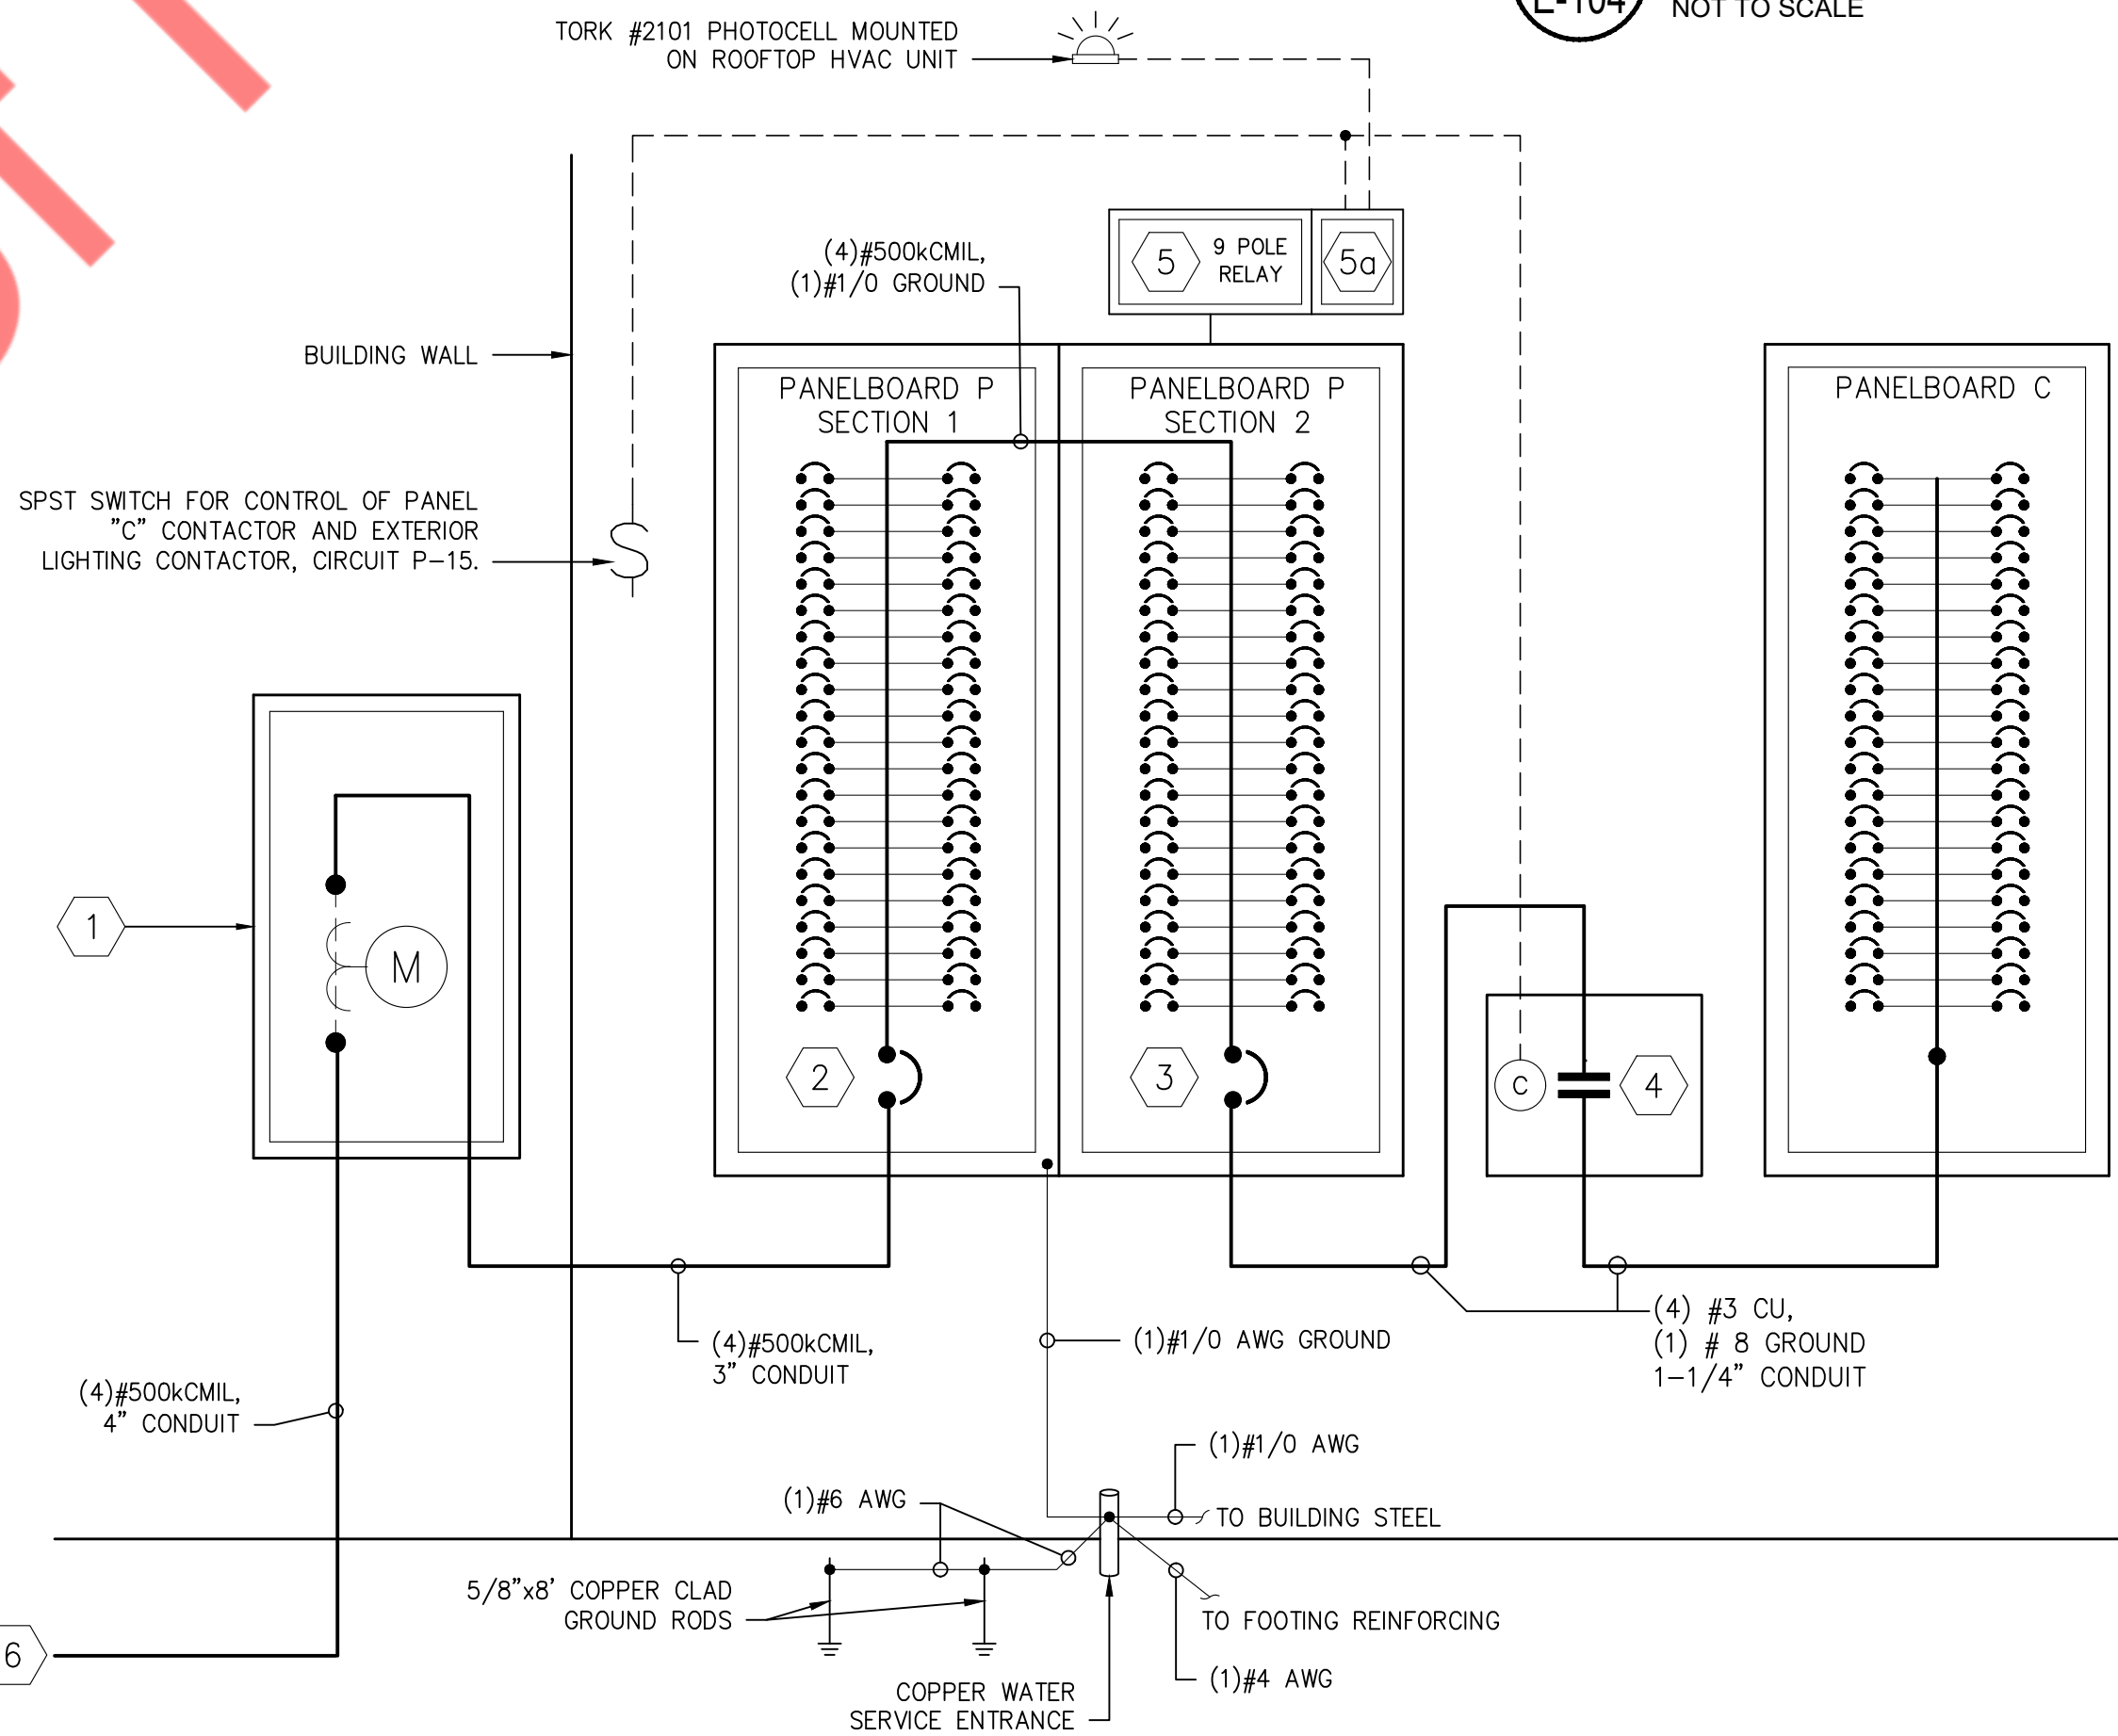 E-104
NOT TO SCALE
TORK #2101 PHOTOCELL MOUNTED
ON ROOFTOP HVAC UNIT
(4)#500kCMIL,
(1)#1/0 GROUND
5
9 POLE
RELAY
5a
BUILDING WALL
PANELBOARD P
SECTION 1
PANELBOARD P
SECTION 2
PANELBOARD C
SPST SWITCH FOR CONTROL OF PANEL
"C" CONTACTOR AND EXTERIOR
LIGHTING CONTACTOR, CIRCUIT P-15.
S
1
M
2
3
C
4
(4)#500kCMIL,
3" CONDUIT
(1)#1/0 AWG GROUND
(4) #3 CU,
(1) # 8 GROUND
1-1/4" CONDUIT
(4)#500kCMIL,
4" CONDUIT
(1)#1/0 AWG
(1)#6 AWG
TO BUILDING STEEL
5/8"x8' COPPER CLAD
GROUND RODS
TO FOOTING REINFORCING
6
(1)#4 AWG
COPPER WATER
SERVICE ENTRANCE